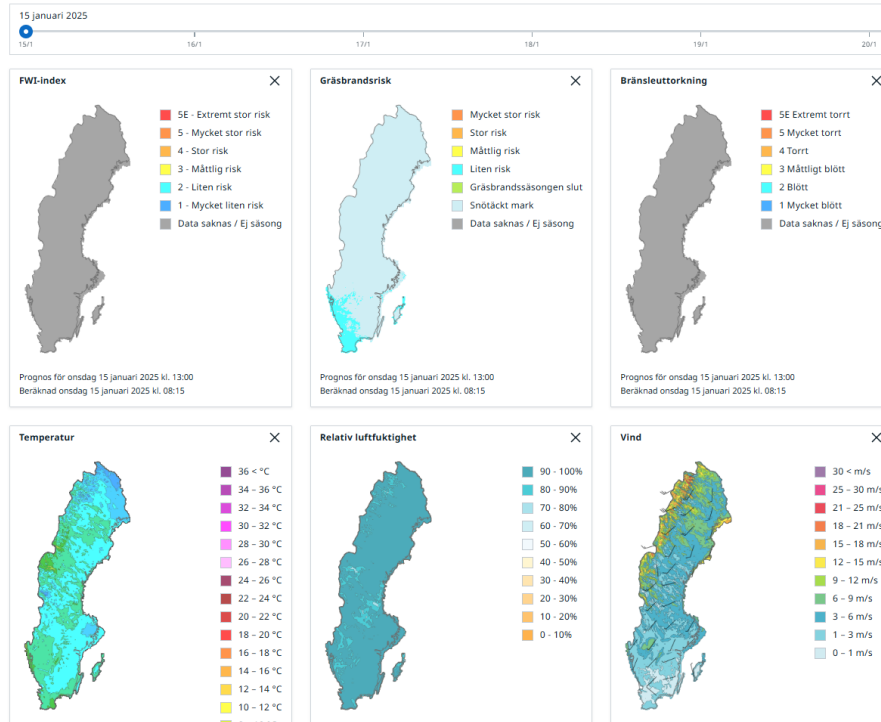 15 januari 2025
15/1
16/1
17/1
18/1
19/1
20/1
FWI-index
5E - Extremt stor risk
5 - Mycket stor risk
4 - Stor risk
3 - Måttlig risk
2 - Liten risk
1 - Mycket liten risk
Data saknas / Ej säsong
Prognos för onsdag 15 januari 2025 kl. 13:00
Beräknad onsdag 15 januari 2025 kl. 08:15
Gräsbrandsrisk
Mycket stor risk
Stor risk
Måttlig risk
Liten risk
Gräsbrandssäsongen slut
Snötäckt mark
Data saknas / Ej säsong
Prognos för onsdag 15 januari 2025 kl. 13:00
Beräknad onsdag 15 januari 2025 kl. 08:15
Bränsleuttorkning
5E Extremt torrt
5 Mycket torrt
4 Torrt
3 Måttligt blött
2 Blött
1 Mycket blött
Data saknas / Ej säsong
Prognos för onsdag 15 januari 2025 kl. 13:00
Beräknad onsdag 15 januari 2025 kl. 08:15
Temperatur
36 < °C
34 – 36 °C
32 – 34 °C
30 – 32 °C
28 – 30 °C
26 – 28 °C
24 – 26 °C
22 – 24 °C
20 – 22 °C
18 – 20 °C
16 – 18 °C
14 – 16 °C
12 – 14 °C
10 – 12 °C
Relativ luftfuktighet
90 - 100%
80 - 90%
70 - 80%
60 - 70%
50 - 60%
40 - 50%
30 - 40%
20 - 30%
10 - 20%
0 - 10%
Vind
30 < m/s
25 – 30 m/s
21 – 25 m/s
18 – 21 m/s
15 – 18 m/s
12 – 15 m/s
9 – 12 m/s
6 – 9 m/s
3 – 6 m/s
1 – 3 m/s
0 – 1 m/s